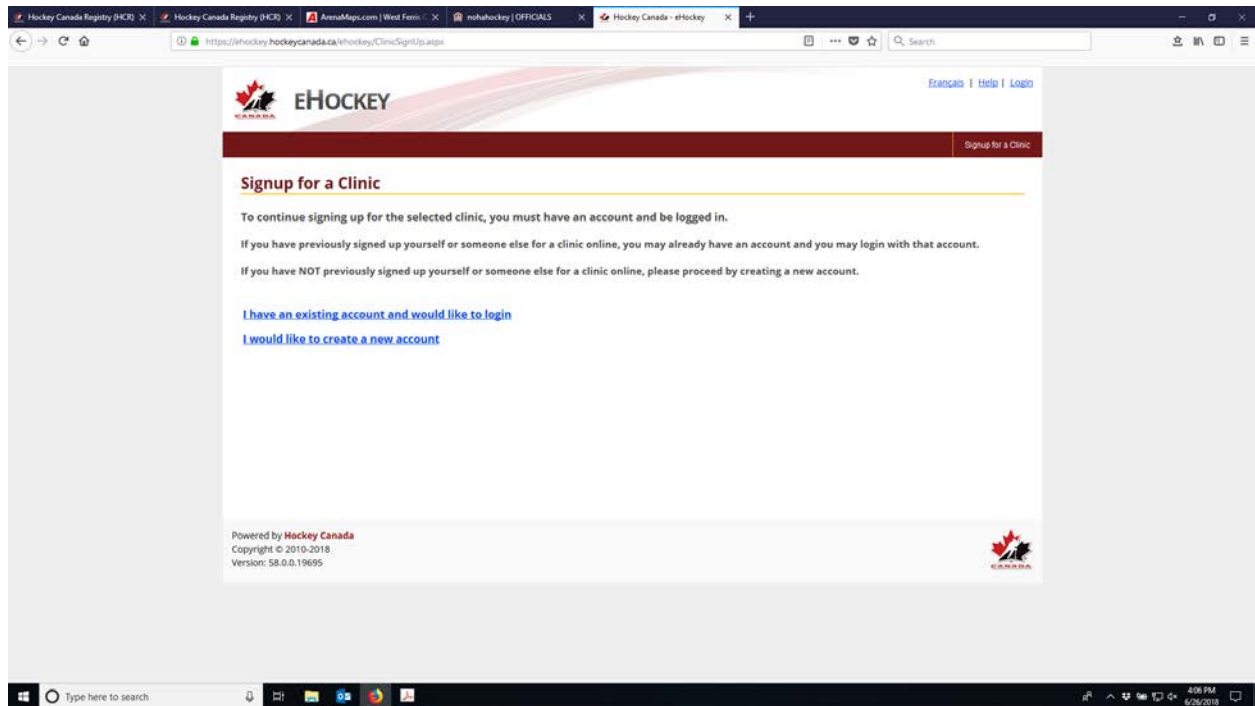 Hockey Canada Registry (HCR)
Hockey Canada Registry (HCR)
ArenaMaps.com | West Ferris C
nohahockey | OFFICIALS
Hockey Canada - eHockey
https://ehockey.hockeycanada.ca/ehockey/ClinicSignUp.aspx
Search
CANADA
EHOCKEY
Français | Help | Login
Signup for a Clinic
Signup for a Clinic
To continue signing up for the selected clinic, you must have an account and be logged in.
If you have previously signed up yourself or someone else for a clinic online, you may already have an account and you may login with that account.
If you have NOT previously signed up yourself or someone else for a clinic online, please proceed by creating a new account.
I have an existing account and would like to login
I would like to create a new account
Powered by Hockey Canada
Copyright © 2010-2018
Version: 58.0.0.19695
CANADA
Type here to search
4:06 PM
6/26/2018